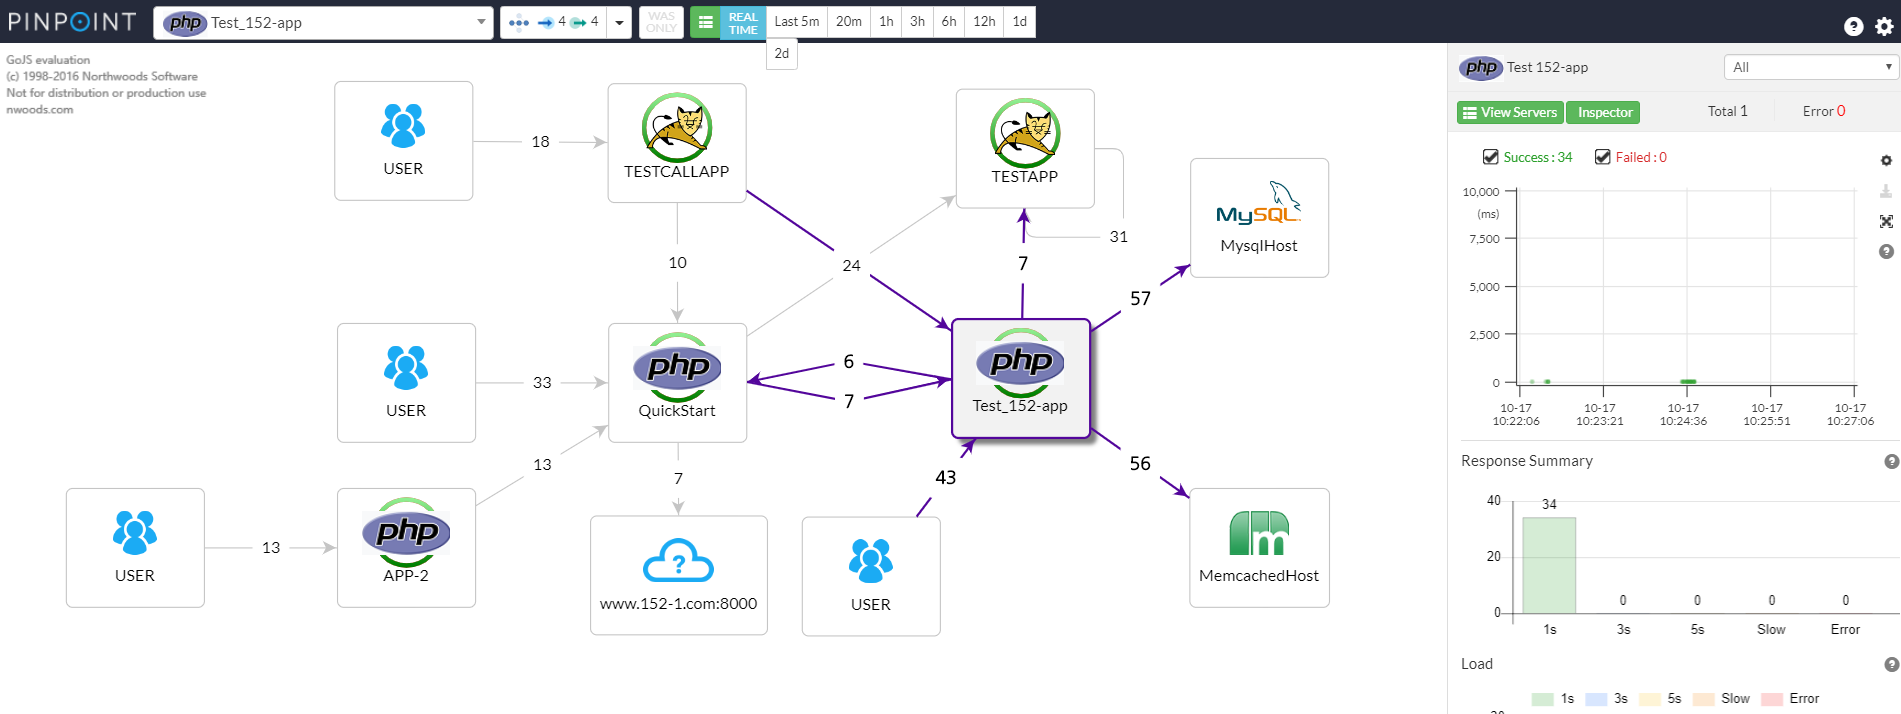 PINPOINT
php Test_152-app
4 4
WAS ONLY
REAL TIME
Last 5m 20m 1h 3h 6h 12h 1d
2d
GoJS evaluation
(c) 1998-2016 Northwoods Software
Not for distribution or production use
nwoods.com
USER
18
TESTCALLAPP
TESTAPP
31
MySQL
MysqlHost
10
24
7
57
USER
33
php
QuickStart
6
7
php
Test_152-app
13
7
43
56
USER
13
php
APP-2
?
www.152-1.com:8000
USER
m
MemcachedHost
php Test 152-app
All
View Servers
Inspector
Total 1
Error 0
Success : 34
Failed : 0
10,000
(ms)
7,500
5,000
2,500
0
10-17 10-17 10-17 10-17 10-17
10:22:06 10:23:21 10:24:36 10:25:51 10:27:06
Response Summary
40
20
0
34 0 0 0 0
1s 3s 5s Slow Error
Load
1s 3s 5s Slow Error